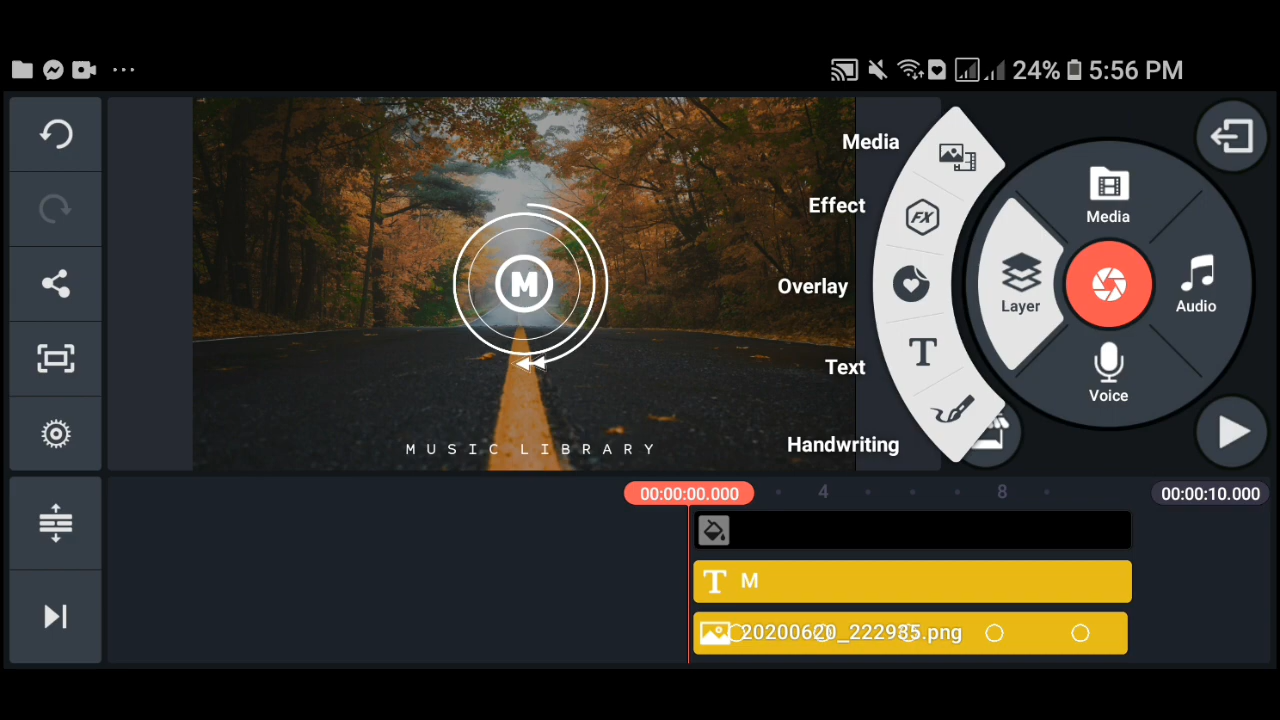 24% 5:56 PM
Media
Effect
Overlay
Text
Handwriting
FX
T
Media
Layer
Audio
Voice
M
MUSIC LIBRARY
00:00:00.000
4
8
00:00:10.000
T M
20200620_222935.png